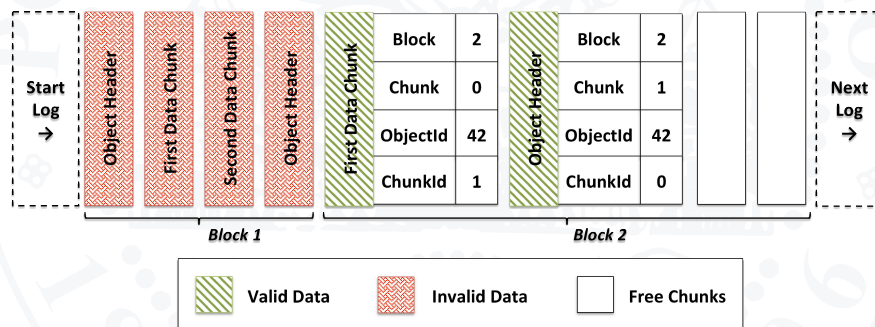 Start
Log
→
Object Header
First Data Chunk
Second Data Chunk
Object Header
First Data Chunk
Block 2
Chunk 0
ObjectId 42
ChunkId 1
Object Header
Block 2
Chunk 1
ObjectId 42
ChunkId 0
Next
Log
→
Block 1
Block 2
Valid Data
Invalid Data
Free Chunks